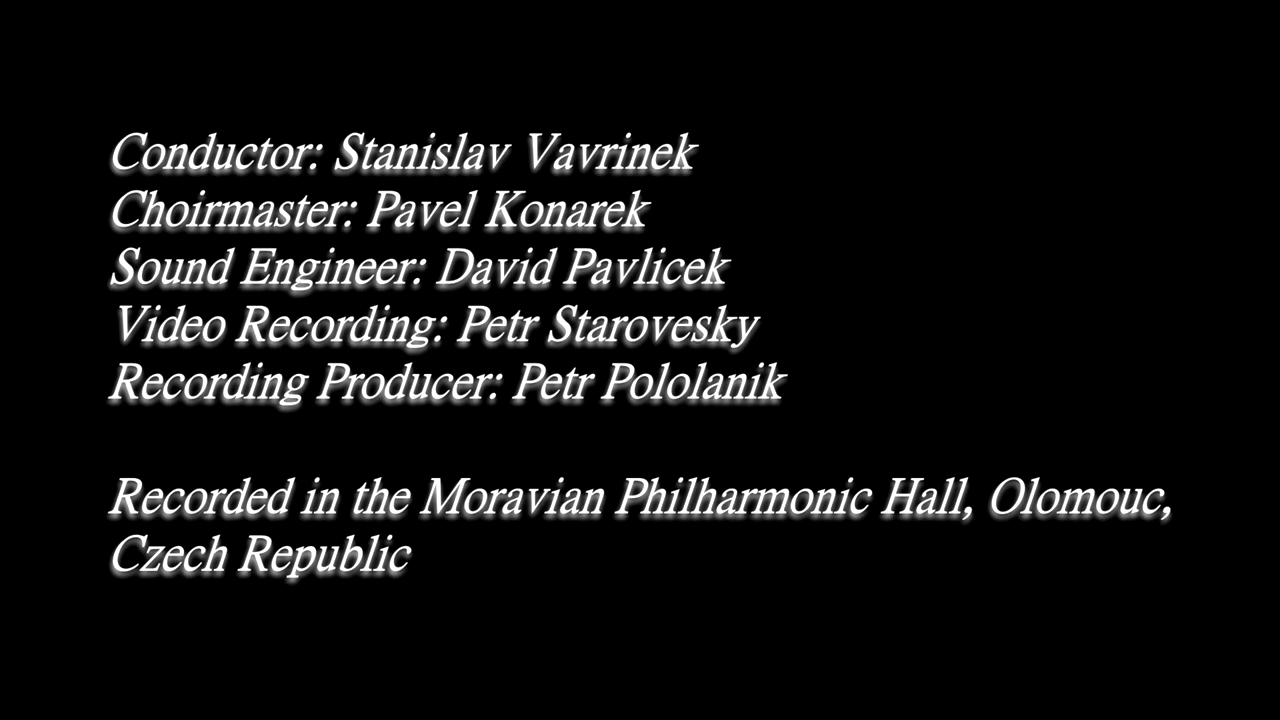 Conductor: Stanislav Vavrinek
Choirmaster: Pavel Konarek
Sound Engineer: David Pavlicek
Video Recording: Petr Starovesky
Recording Producer: Petr Pololanik
Recorded in the Moravian Philharmonic Hall, Olomouc,
Czech Republic